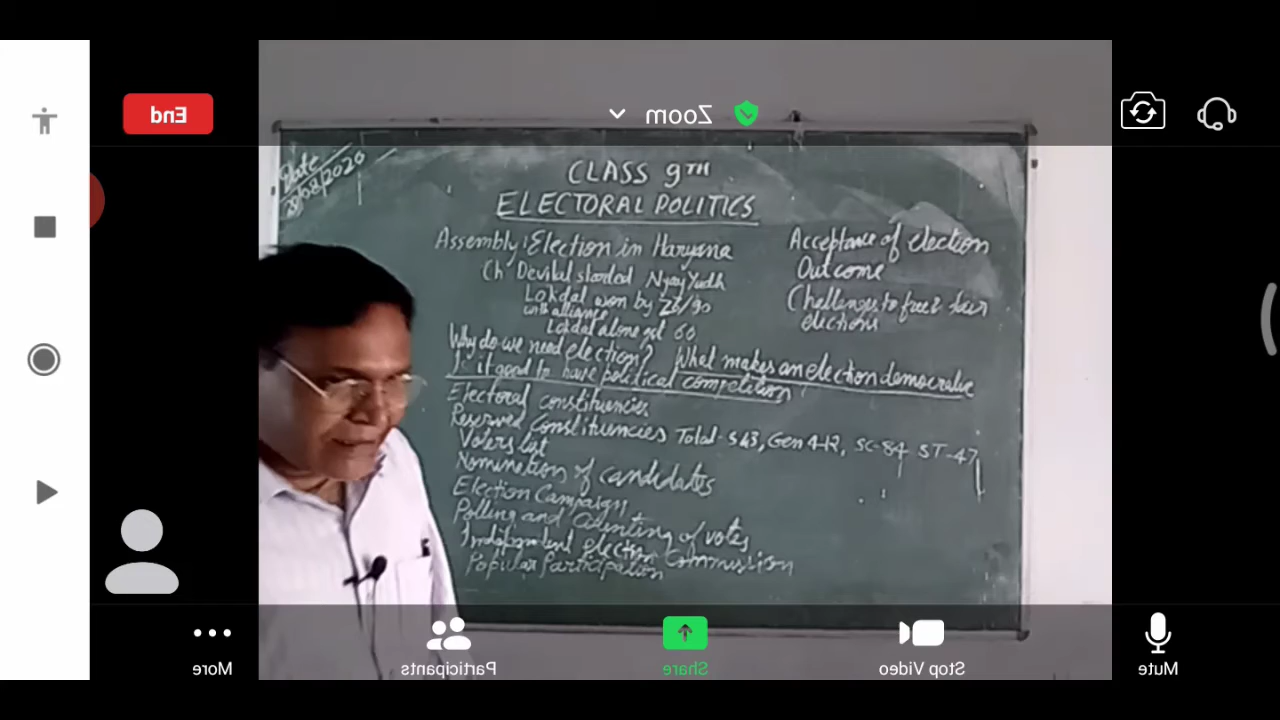 End
Zoom
Date
/08/2020
CLASS 9TH
ELECTORAL POLITICS
Assembly Election in Haryana
Ch Devilal started Nyay Yudh
Lokdal won by 76/90
with alliance
Lokdal alone got 60
Why do we need election? What makes an election democratic
Is it good to have political competition
Electoral constituencies
Reserved Constituencies Total - 543, Gen 412, SC-84 ST-47
Voters list
Nomination of candidates
Election Campaign
Polling and Counting of votes
Independent election Commission
Popular Participation
Acceptance of election
Outcome
Challenges to free & fair
elections
More
Participants
Share
Stop Video
Mute